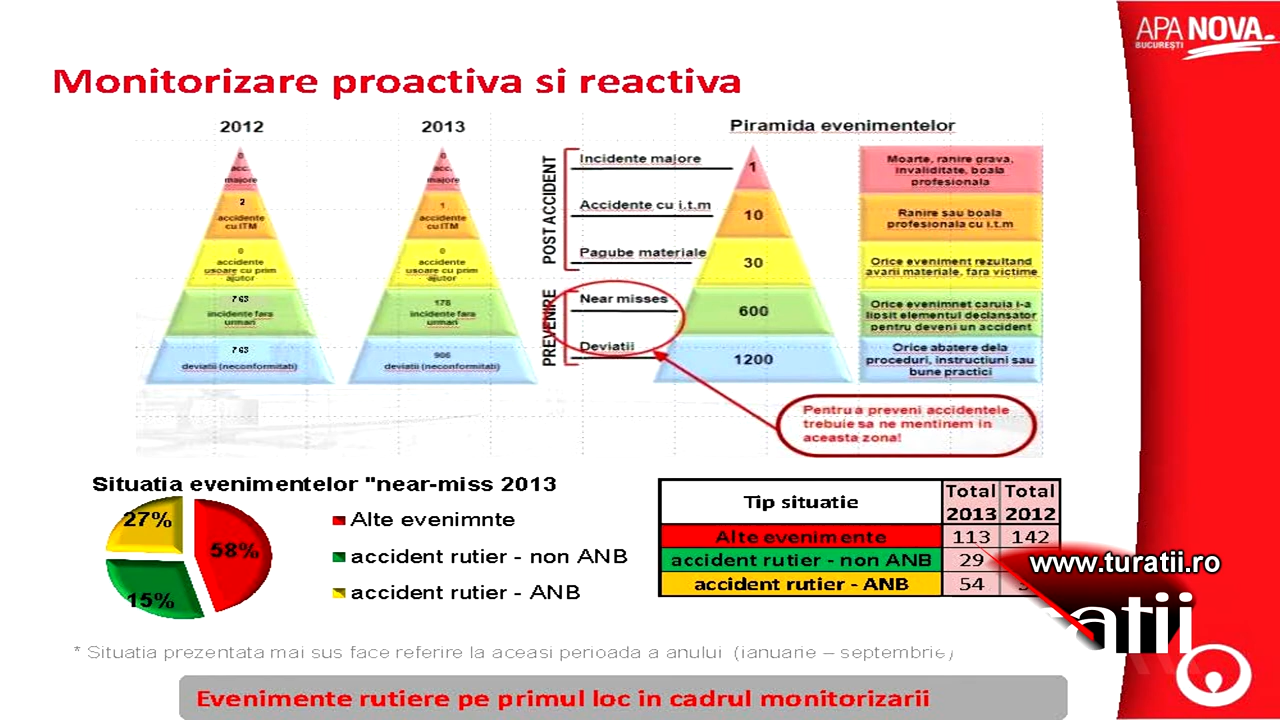 APA NOVA
BUCUREȘTI
Monitorizare proactiva si reactiva
2012
2013
Piramida evenimentelor
0
acc.
majore
2
accidente
cu ITM
0
accidente
usoare cu prim
ajutor
763
incidente fara
urmari
763
deviatii (neconformitati)
0
acc.
majore
1
accidente
cu ITM
0
accidente
usoare cu prim
ajutor
178
incidente fara
urmari
906
deviatii (neconformitati)
POST ACCIDENT
PREVENIRE
Incidente majore
Accidente cu i.t.m
Pagube materiale
Near misses
Deviatii
1
10
30
600
1200
Moarte, ranire grava,
invaliditate, boala
profesionala
Ranire sau boala
profesionala cu i.t.m
Orice eveniment rezultand
avarii materiale, fara victime
Orice evenimnet caruia i-a
lipsit elementul declansator
pentru deveni un accident
Orice abatere dela
proceduri, instructiuni sau
bune practici
Pentru a preveni accidentele
trebuie sa ne mentinem in
aceasta zona!
Situatia evenimentelor "near-miss 2013
27%
58%
15%
Alte evenimnte
accident rutier - non ANB
accident rutier - ANB
Tip situatie Total 2013 Total 2012
Alte evenimente 113 142
accident rutier - non ANB 29
accident rutier - ANB 54
www.turatii.ro
ratii
* Situatia prezentata mai sus face referire la aceasi perioada a anului (ianuarie – septembrie)
Evenimente rutiere pe primul loc in cadrul monitorizarii